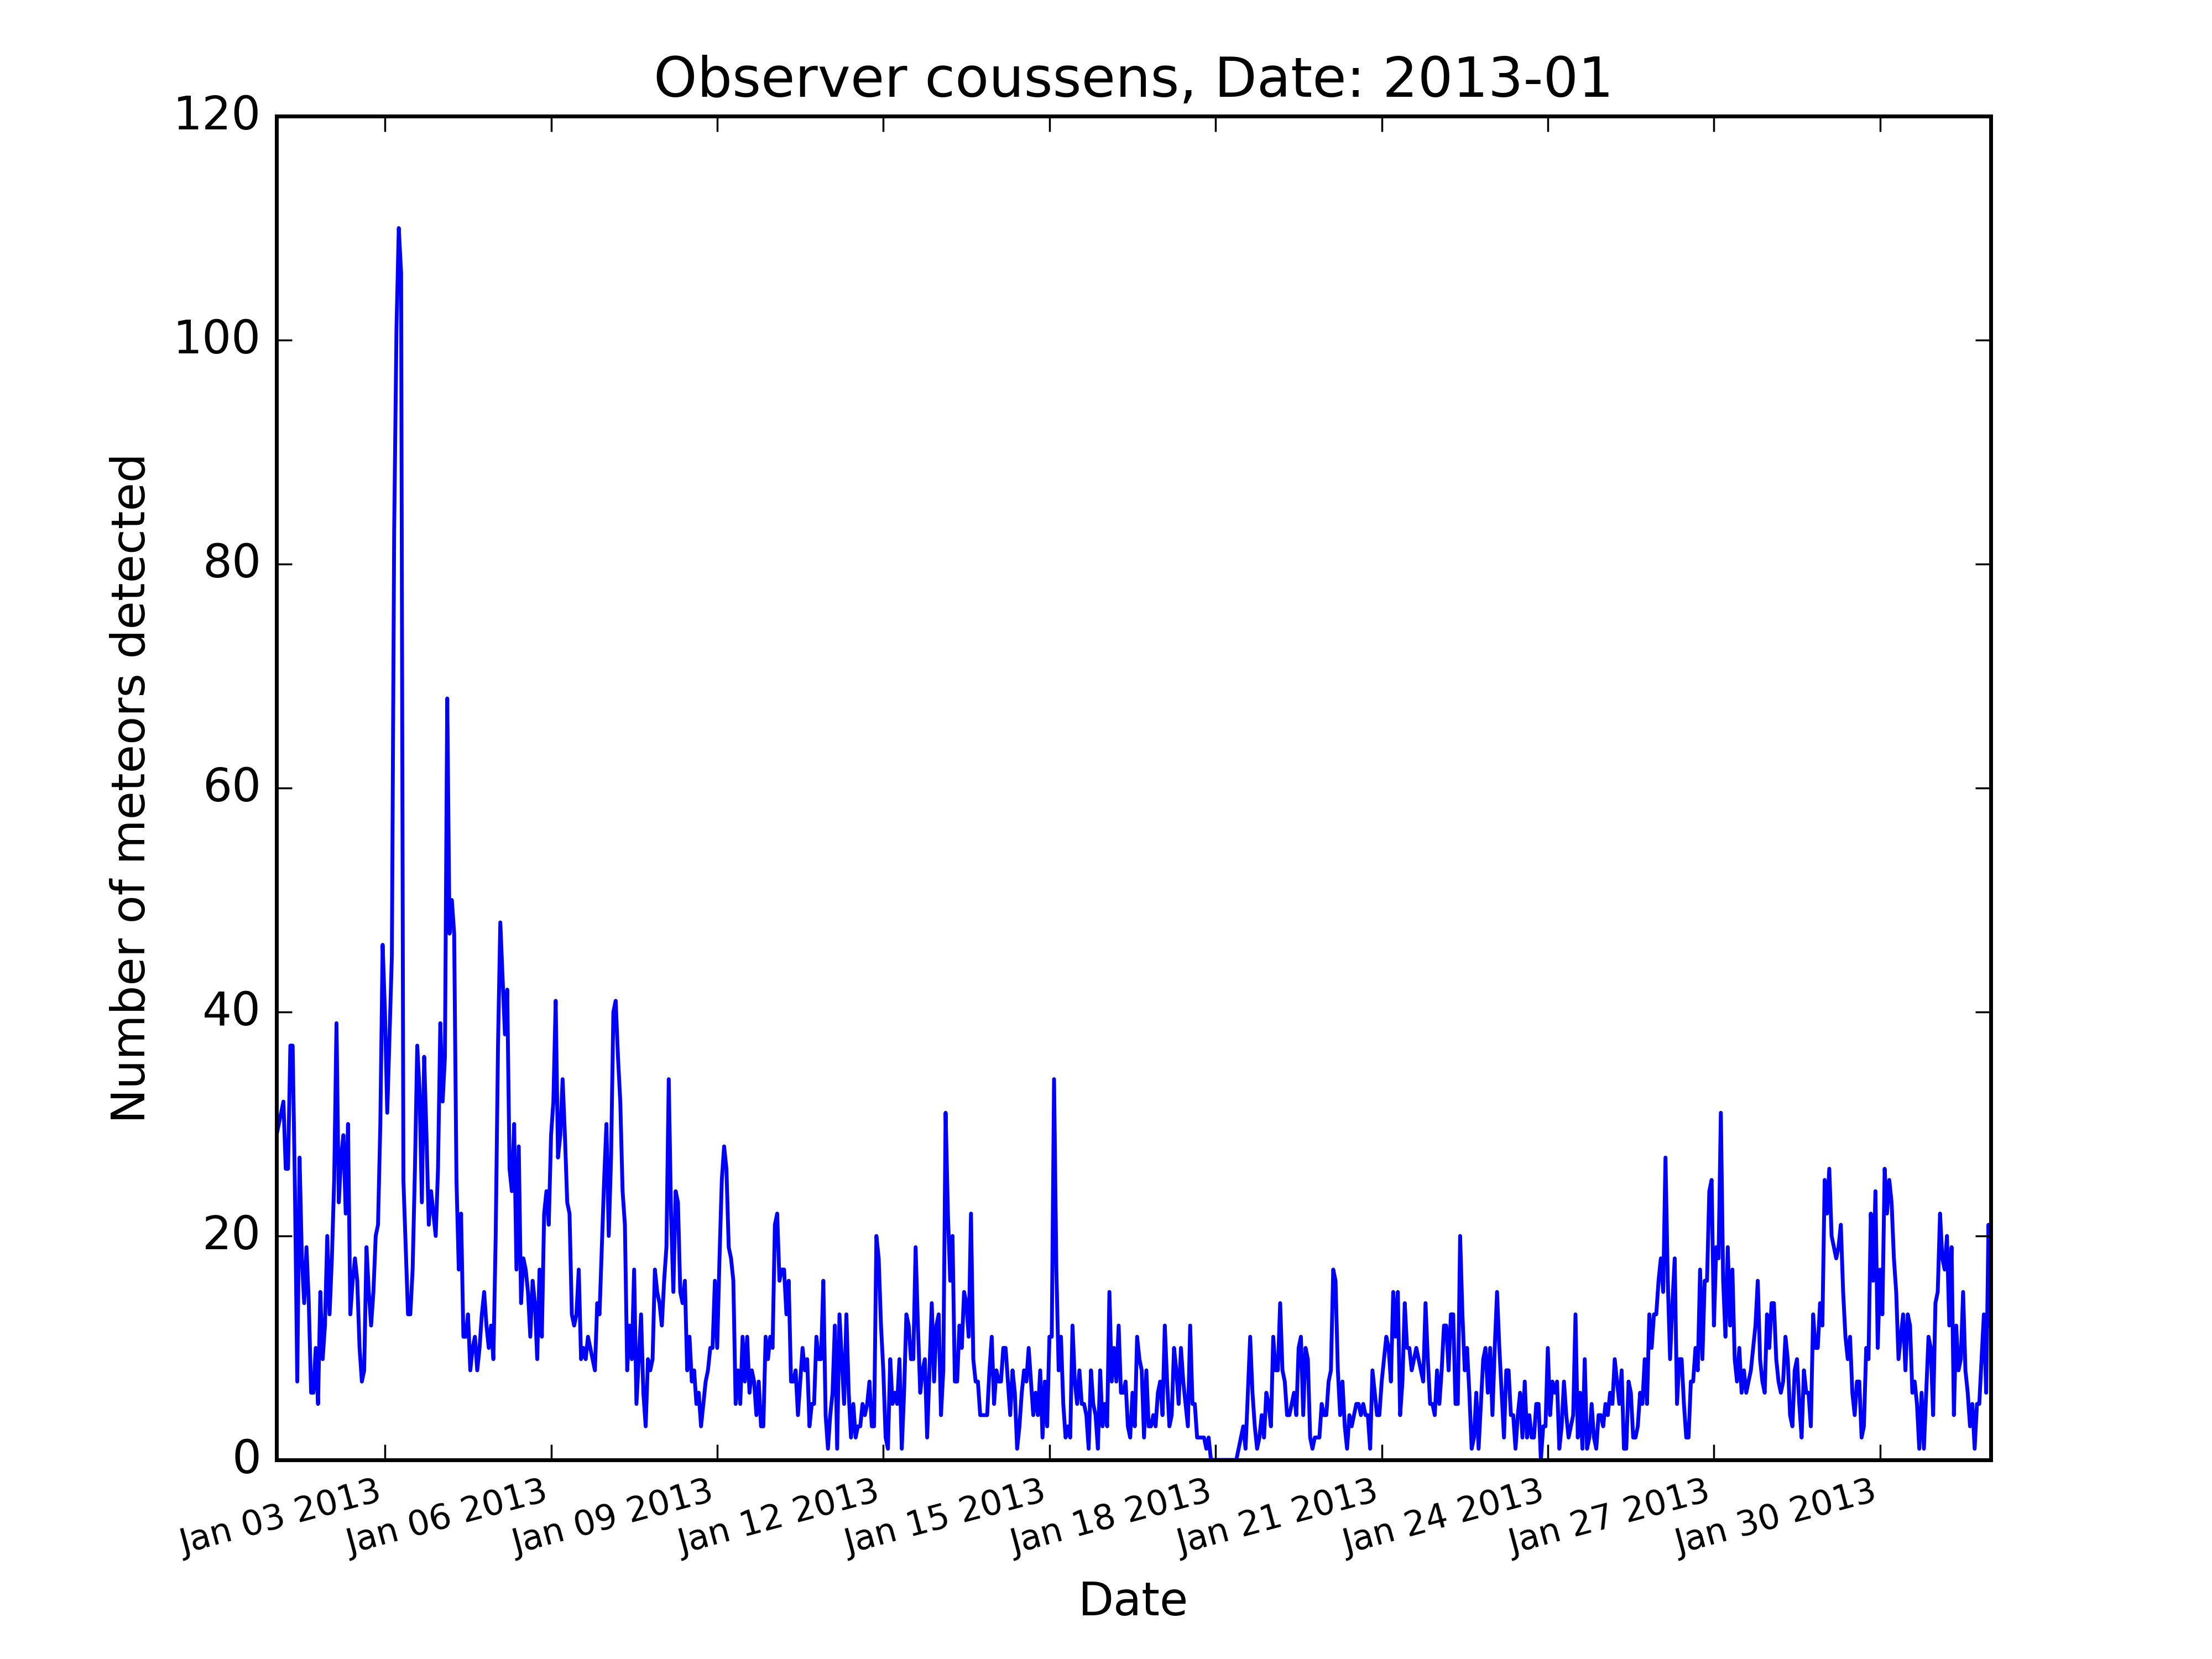 Observer coussens, Date: 2013-01
120
100
80
60
40
20
0
Number of meteors detected
Jan 03 2013
Jan 06 2013
Jan 09 2013
Jan 12 2013
Jan 15 2013
Jan 18 2013
Jan 21 2013
Jan 24 2013
Jan 27 2013
Jan 30 2013
Date